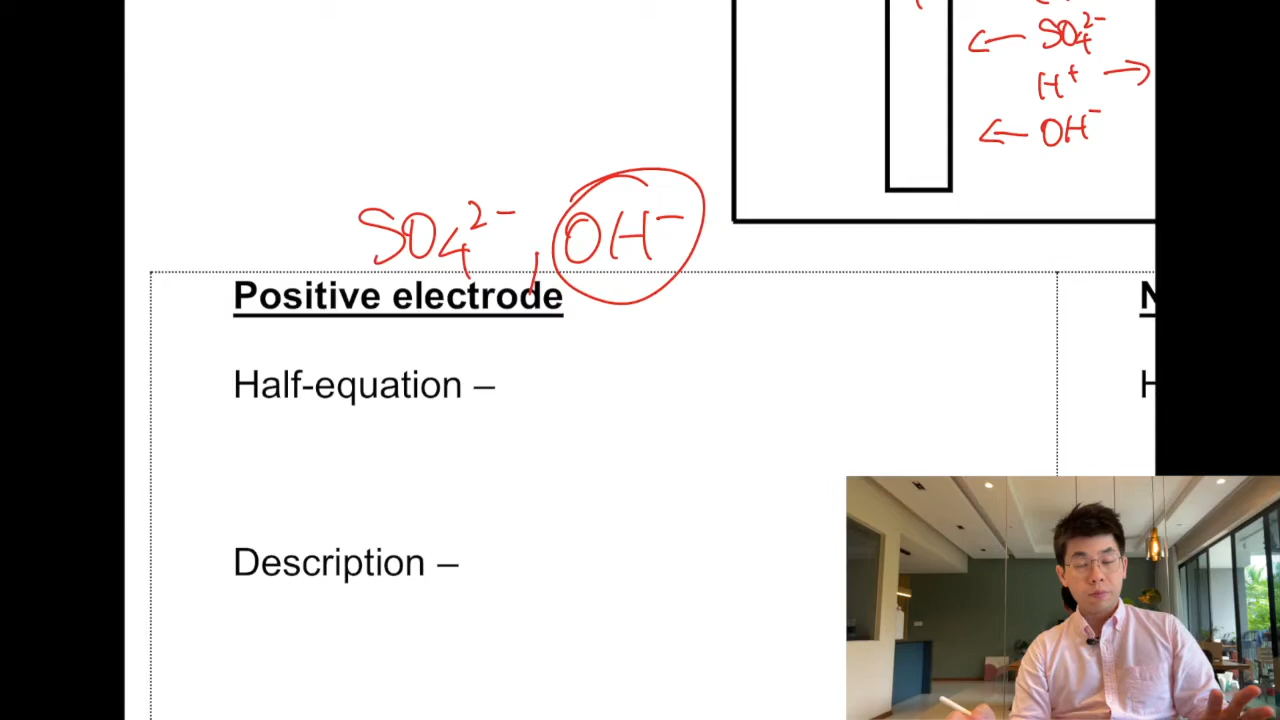 ← SO₄²⁻
H⁺ →
← OH⁻
SO₄²⁻, OH⁻
Positive electrode
Half-equation –
Description –